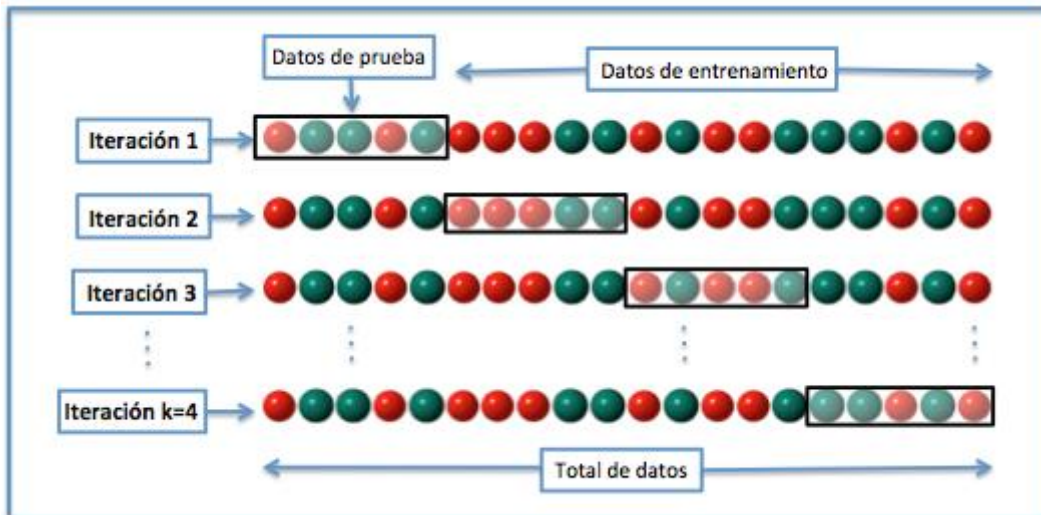 Datos de prueba
Datos de entrenamiento
Iteración 1
Iteración 2
Iteración 3
Iteración k=4
Total de datos